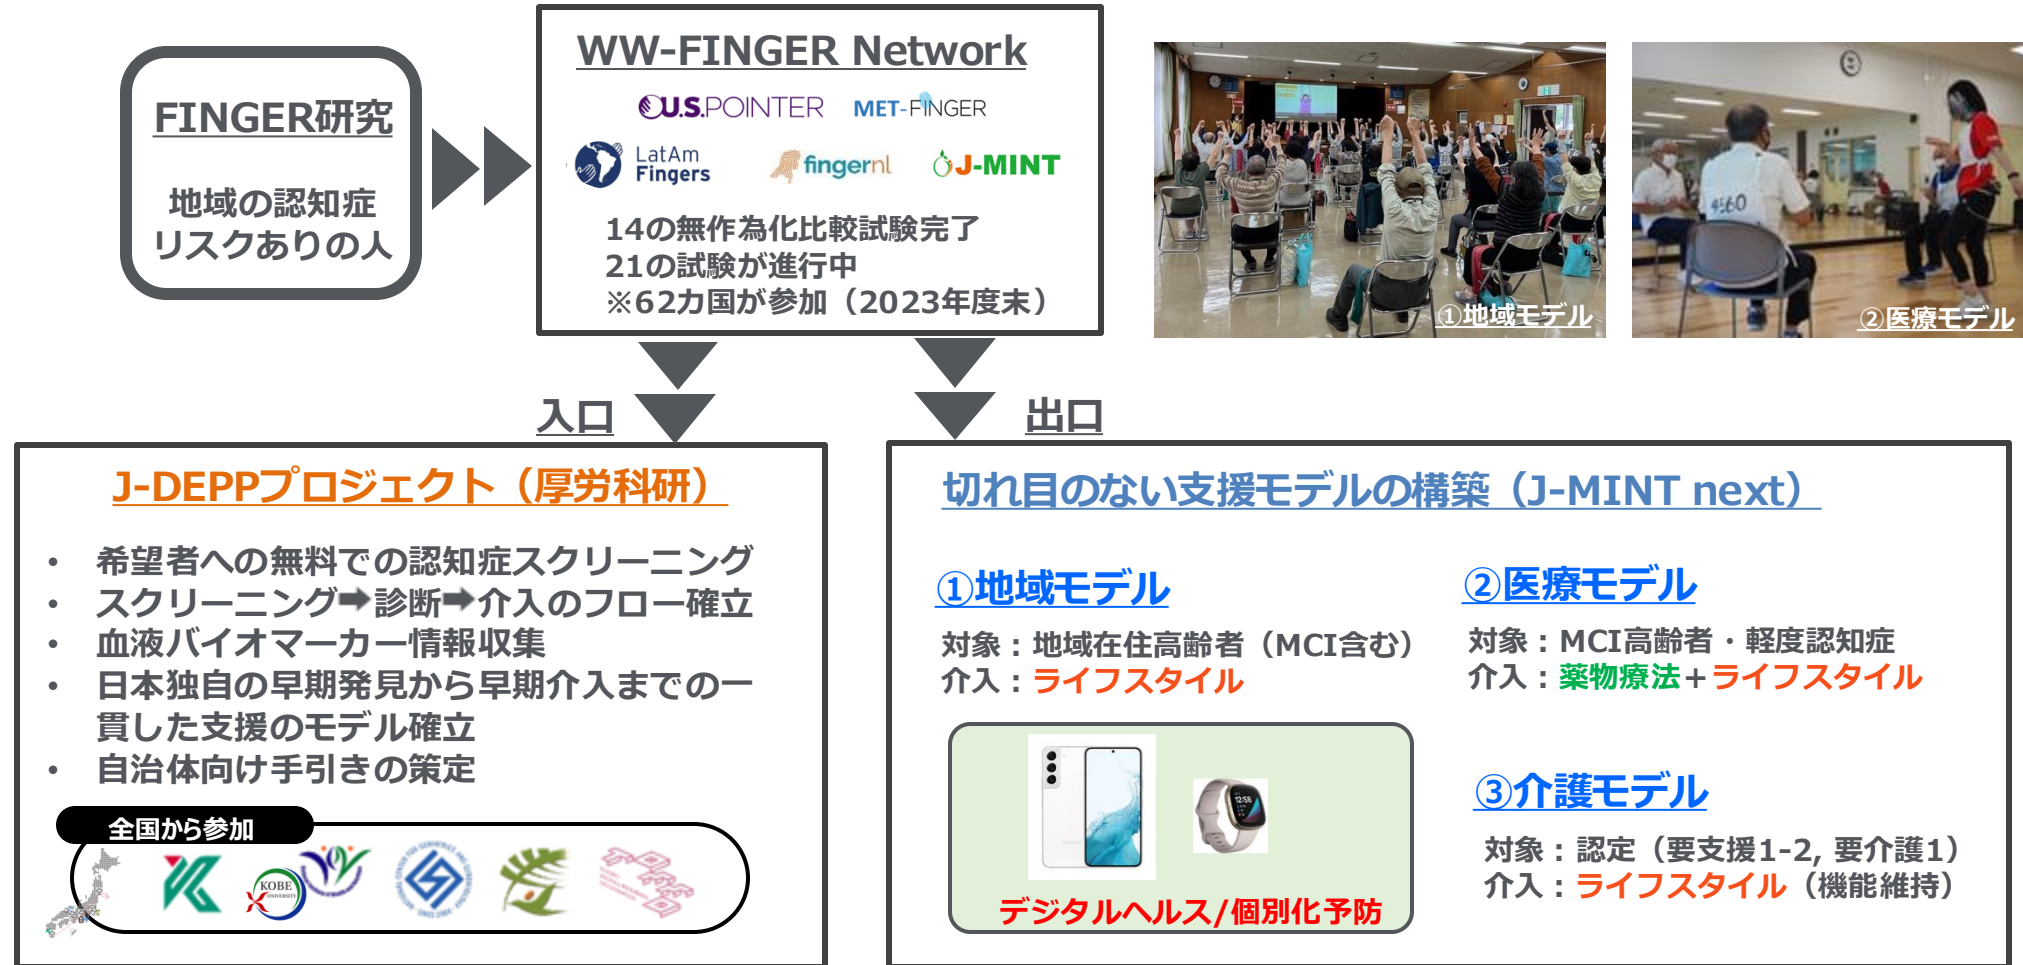 FINGER研究
地域の認知症
リスクありの人
WW-FINGER Network
U.S.POINTER
MET-FINGER
LatAm
Fingers
fingernl
J-MINT
14の無作為化比較試験完了
21の試験が進行中
※62カ国が参加（2023年度末）
①地域モデル
4560
②医療モデル
入口
出口
J-DEPPプロジェクト（厚労科研）
• 希望者への無料での認知症スクリーニング
• スクリーニング➡診断➡介入のフロー確立
• 血液バイオマーカー情報収集
• 日本独自の早期発見から早期介入までの一
貫した支援のモデル確立
• 自治体向け手引きの策定
全国から参加
KOBE
UNIVERSITY
切れ目のない支援モデルの構築（J-MINT next）
①地域モデル
対象：地域在住高齢者（MCI含む）
介入：ライフスタイル
12:58
デジタルヘルス/個別化予防
②医療モデル
対象：MCI高齢者・軽度認知症
介入：薬物療法+ライフスタイル
③介護モデル
対象：認定（要支援1-2, 要介護1）
介入：ライフスタイル（機能維持）